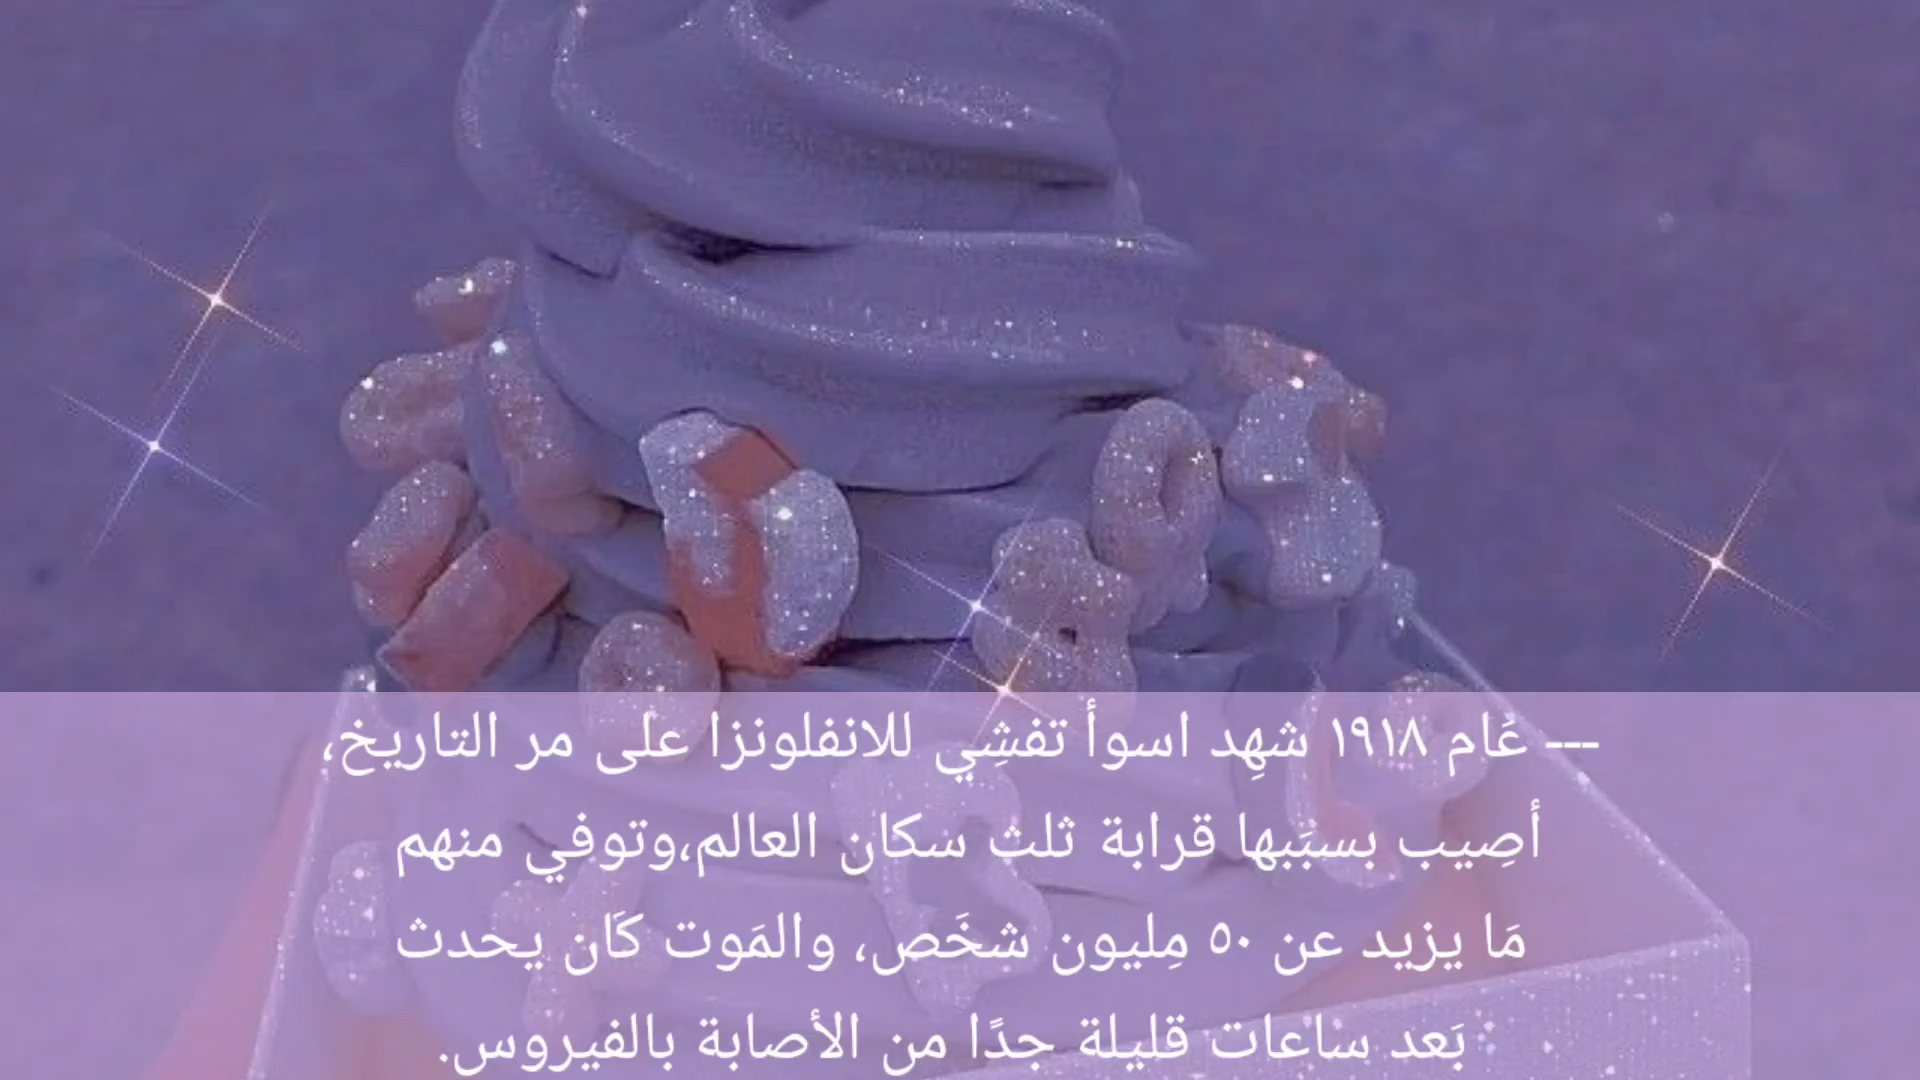 --- عَام ١٩١٨ شهِد اسوأ تفشِي للانفلونزا على مر التاريخ،
أصِيب بسبَبها قرابة ثلث سكان العالم،وتوفي منهم
مَا يزيد عن ٥٠ مِليون شخَص، والمَوت كَان يحدث
بَعد ساعات قليلة جدًا من الأصابة بالفيروس.